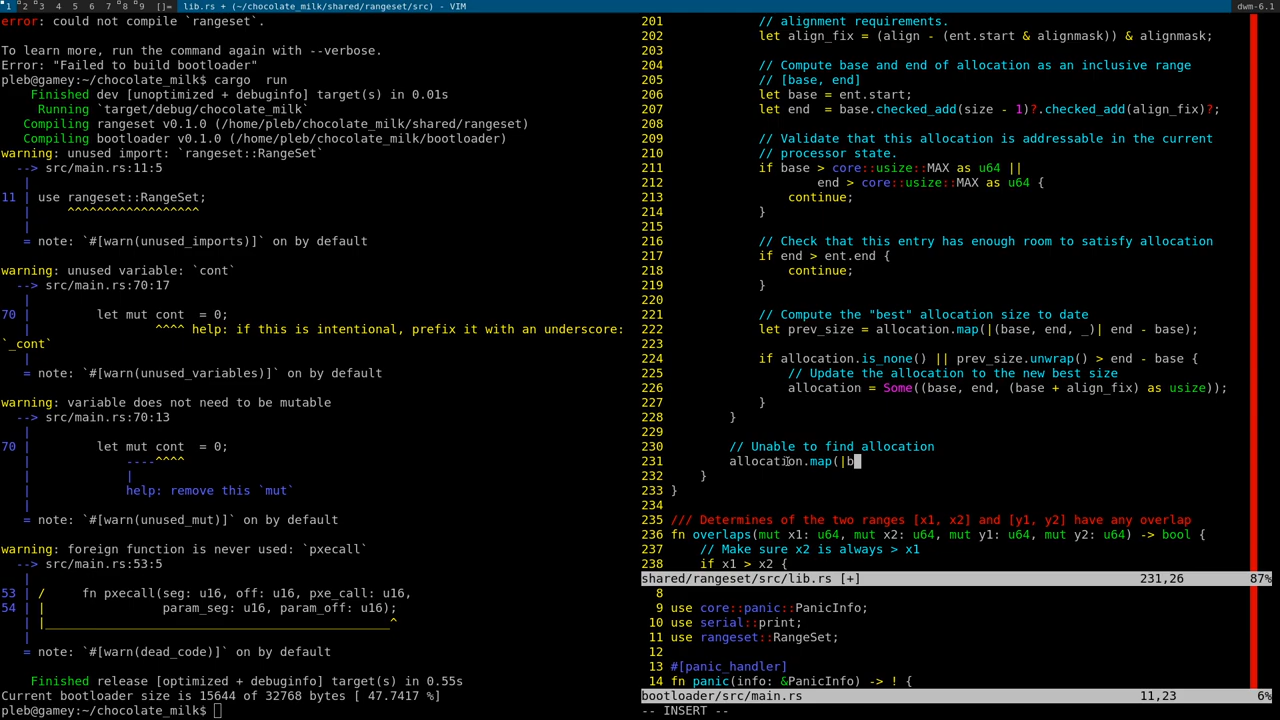 1 2 3 4 5 6 7 8 9 []= lib.rs + (~/chocolate_milk/shared/rangeset/src) - VIM dwm-6.1
error: could not compile `rangeset`.
To learn more, run the command again with --verbose.
Error: "Failed to build bootloader"
pleb@gamey:~/chocolate_milk$ cargo  run
    Finished dev [unoptimized + debuginfo] target(s) in 0.01s
     Running `target/debug/chocolate_milk`
   Compiling rangeset v0.1.0 (/home/pleb/chocolate_milk/shared/rangeset)
   Compiling bootloader v0.1.0 (/home/pleb/chocolate_milk/bootloader)
warning: unused import: `rangeset::RangeSet`
  --> src/main.rs:11:5
   |
11 | use rangeset::RangeSet;
   |     ^^^^^^^^^^^^^^^^^^
   |
   = note: `#[warn(unused_imports)]` on by default
warning: unused variable: `cont`
  --> src/main.rs:70:17
   |
70 |         let mut cont  = 0;
   |                 ^^^^ help: if this is intentional, prefix it with an underscore:
`_cont`
   |
   = note: `#[warn(unused_variables)]` on by default
warning: variable does not need to be mutable
  --> src/main.rs:70:13
   |
70 |         let mut cont  = 0;
   |             ----^^^^
   |             |
   |             help: remove this `mut`
   |
   = note: `#[warn(unused_mut)]` on by default
warning: foreign function is never used: `pxecall`
  --> src/main.rs:53:5
   |
53 | /     fn pxecall(seg: u16, off: u16, pxe_call: u16,
54 | |                param_seg: u16, param_off: u16);
   | |_______________________________________________^
   |
   = note: `#[warn(dead_code)]` on by default
    Finished release [optimized + debuginfo] target(s) in 0.55s
Current bootloader size is 15644 of 32768 bytes [ 47.7417 %]
pleb@gamey:~/chocolate_milk$
201             // alignment requirements.
202             let align_fix = (align - (ent.start & alignmask)) & alignmask;
203
204             // Compute base and end of allocation as an inclusive range
205             // [base, end]
206             let base = ent.start;
207             let end  = base.checked_add(size - 1)?.checked_add(align_fix)?;
208
209             // Validate that this allocation is addressable in the current
210             // processor state.
211             if base > core::usize::MAX as u64 ||
212                     end > core::usize::MAX as u64 {
213                 continue;
214             }
215
216             // Check that this entry has enough room to satisfy allocation
217             if end > ent.end {
218                 continue;
219             }
220
221             // Compute the "best" allocation size to date
222             let prev_size = allocation.map(|(base, end, _)| end - base);
223
224             if allocation.is_none() || prev_size.unwrap() > end - base {
225                 // Update the allocation to the new best size
226                 allocation = Some((base, end, (base + align_fix) as usize));
227             }
228         }
229
230         // Unable to find allocation
231         allocation.map(|b
232     }
233 }
234
235 /// Determines of the two ranges [x1, x2] and [y1, y2] have any overlap
236 fn overlaps(mut x1: u64, mut x2: u64, mut y1: u64, mut y2: u64) -> bool {
237     // Make sure x2 is always > x1
238     if x1 > x2 {
shared/rangeset/src/lib.rs [+] 231,26 87%
8
9 use core::panic::PanicInfo;
10 use serial::print;
11 use rangeset::RangeSet;
12
13 #[panic_handler]
14 fn panic(info: &PanicInfo) -> ! {
bootloader/src/main.rs 11,23 6%
-- INSERT --